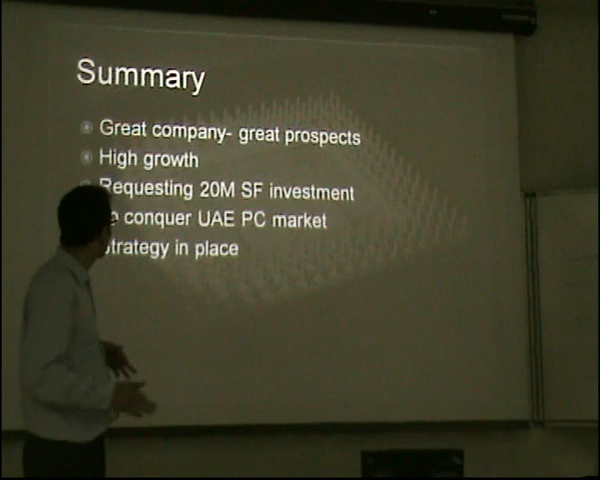 Summary
Great company- great prospects
High growth
Requesting 20M SF investment
conquer UAE PC market
Strategy in place